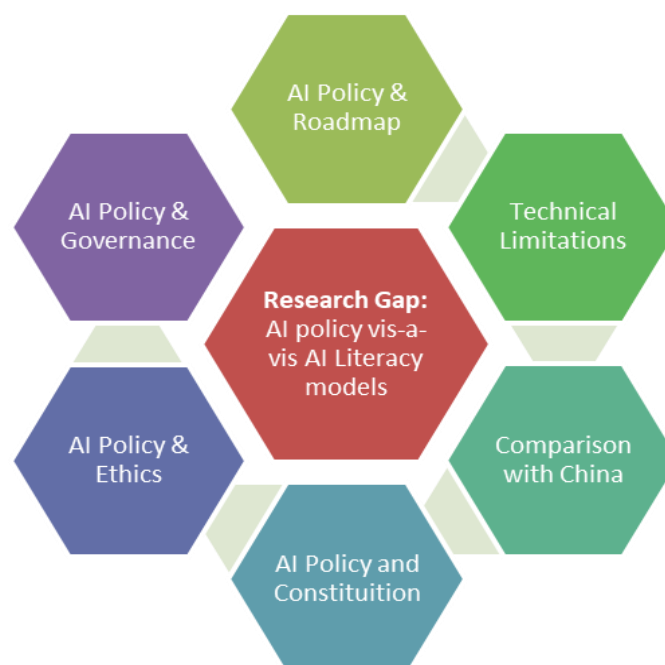 AI Policy &
Roadmap
AI Policy &
Governance
Technical
Limitations
Research Gap:
AI policy vis-a-
vis AI Literacy
models
AI Policy &
Ethics
Comparison
with China
AI Policy and
Constituition